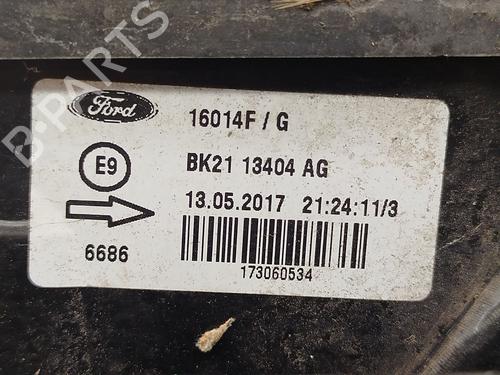 Ford
16014F / G
E9
BK21 13404 AG
13.05.2017 21:24:11/3
6686
173060534
B-PARTS